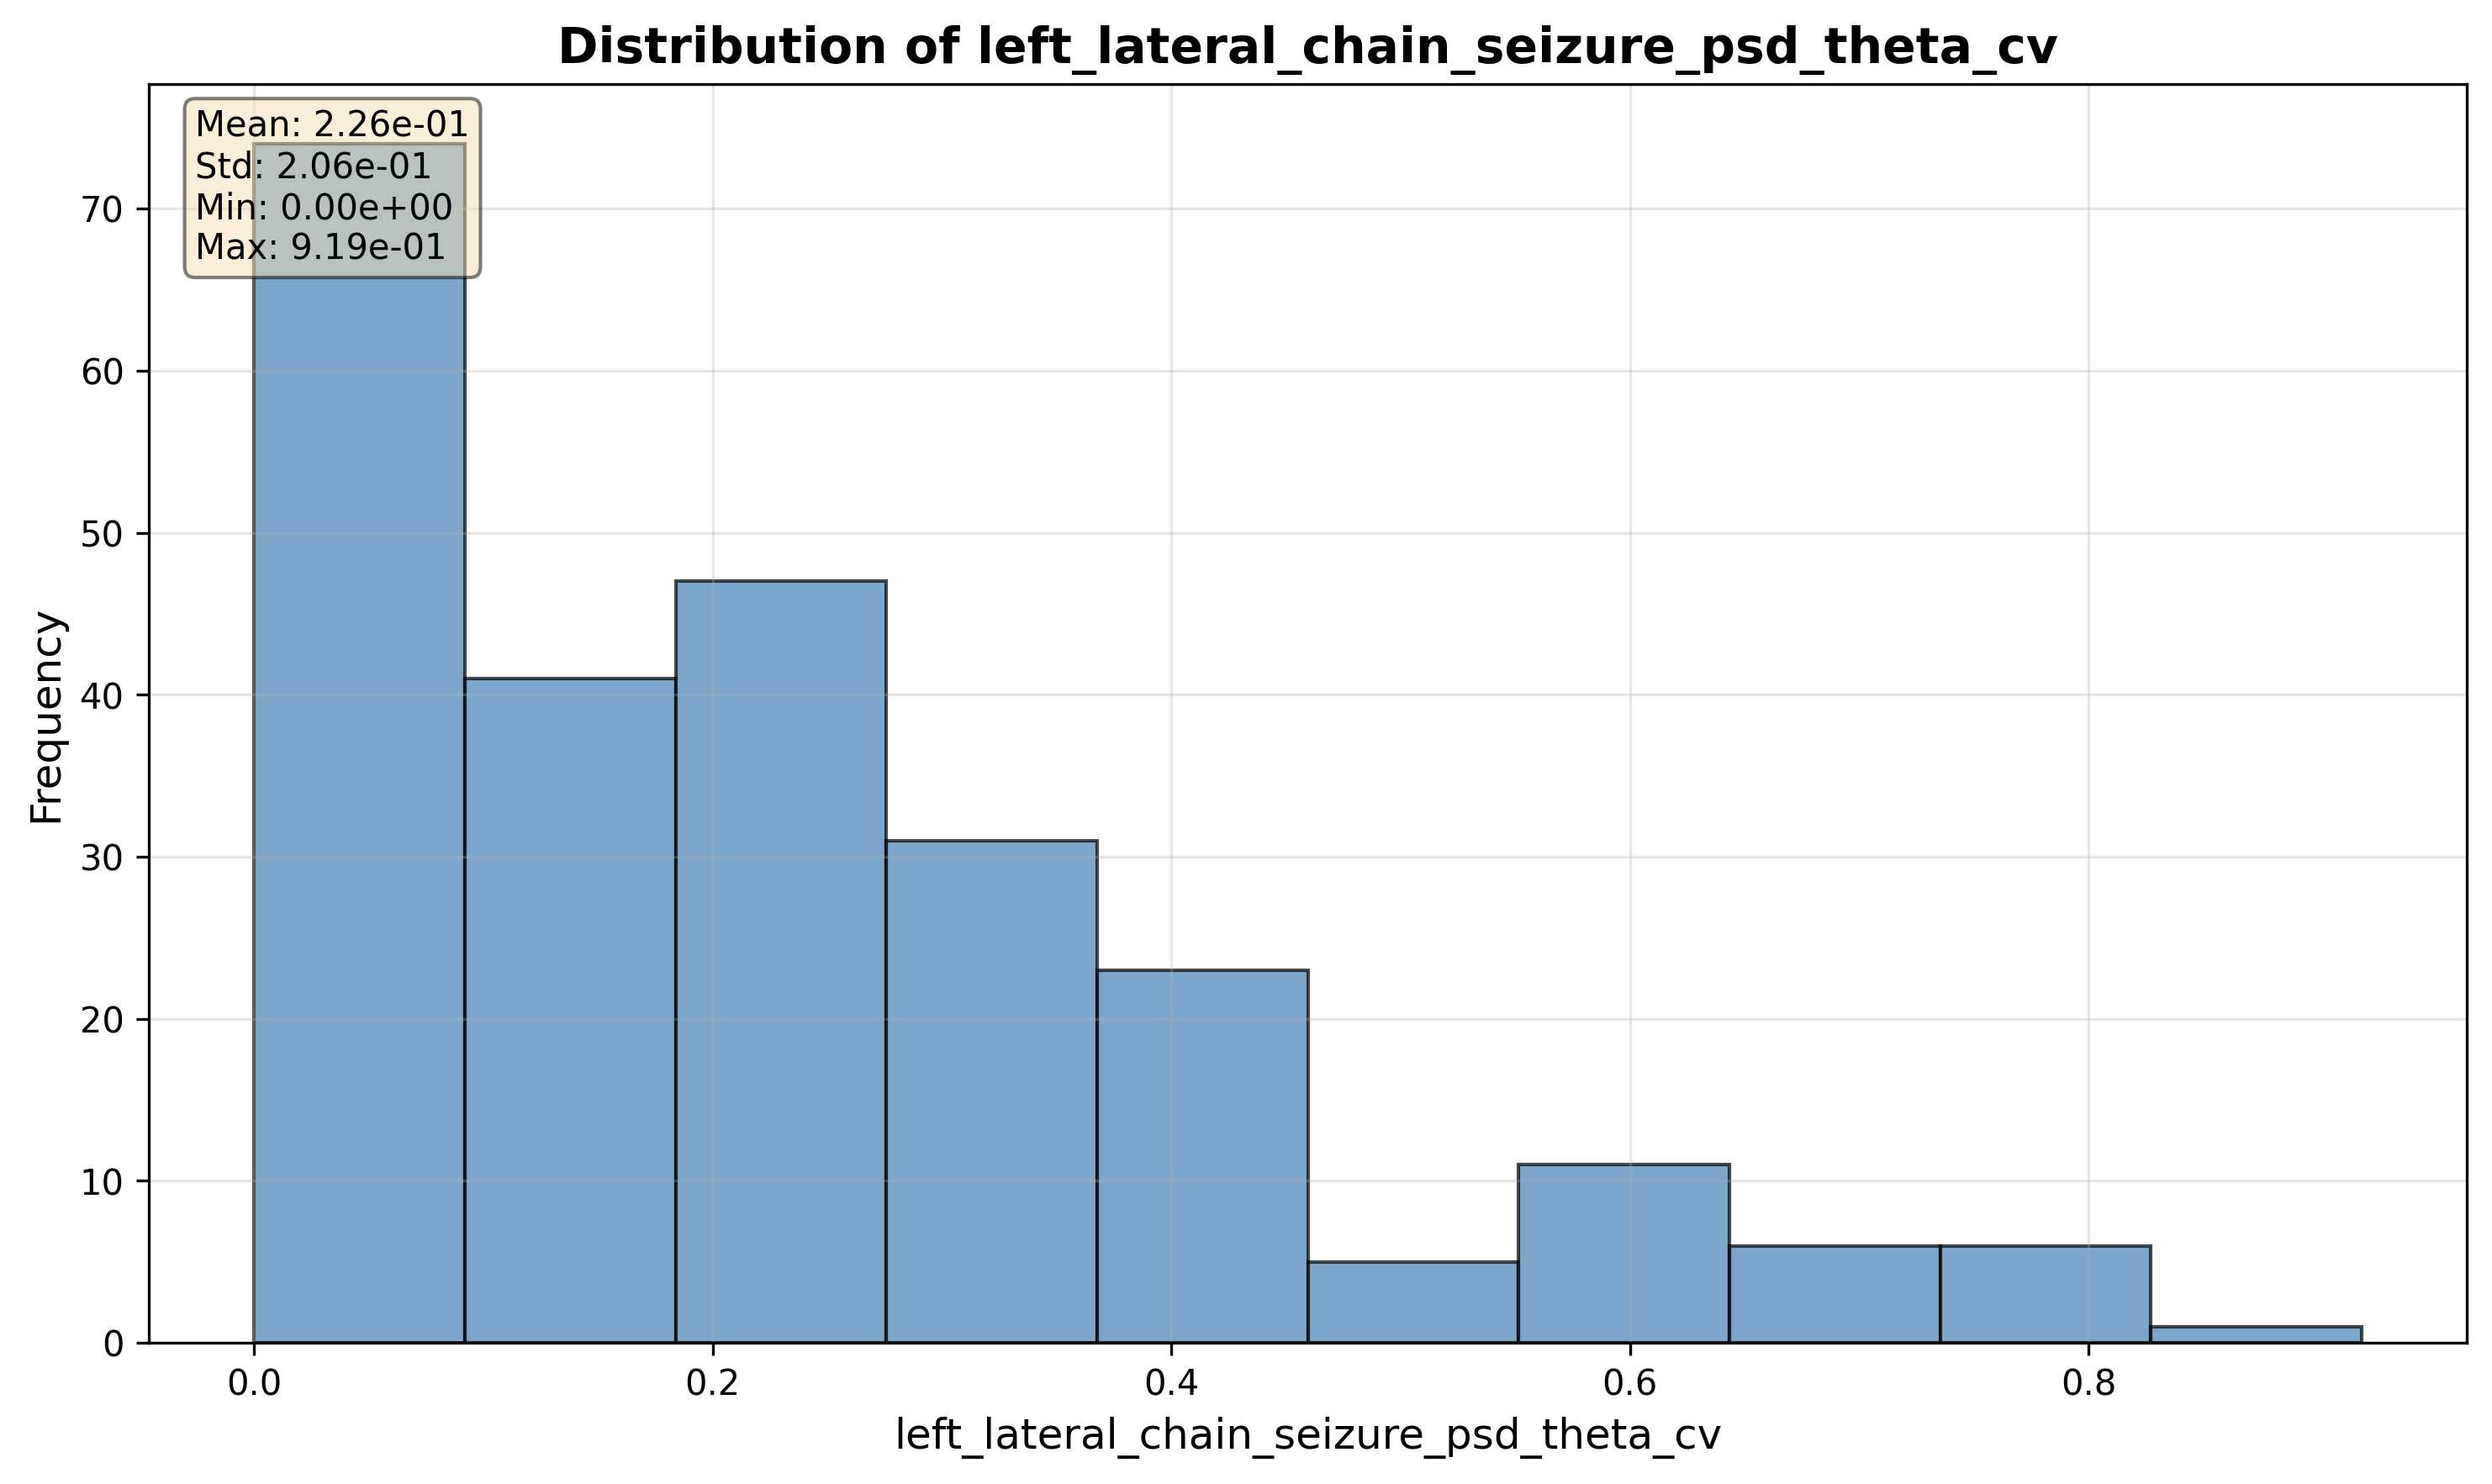 Distribution of left_lateral_chain_seizure_psd_theta_cv
Mean: 2.26e-01
Std: 2.06e-01
Min: 0.00e+00
Max: 9.19e-01
70
60
50
40
30
20
10
0
Frequency
0.0
0.2
0.4
0.6
0.8
left_lateral_chain_seizure_psd_theta_cv